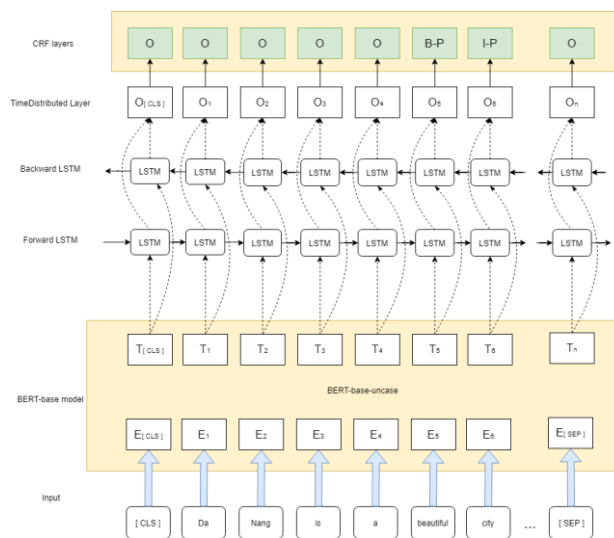 CRF layers O O O O O B-P I-P O
TimeDistributed Layer O[ CLS ] O1 O2 O3 O4 O5 O6 On
Backward LSTM LSTM LSTM LSTM LSTM LSTM LSTM LSTM LSTM
Forward LSTM LSTM LSTM LSTM LSTM LSTM LSTM LSTM LSTM
T[ CLS ] T1 T2 T3 T4 T5 T6 Tn
BERT-base-uncase
BERT-base model
E[ CLS ] E1 E2 E3 E4 E5 E6 E[ SEP ]
Input
[ CLS ] Da Nang is a beautiful city ... [ SEP ]